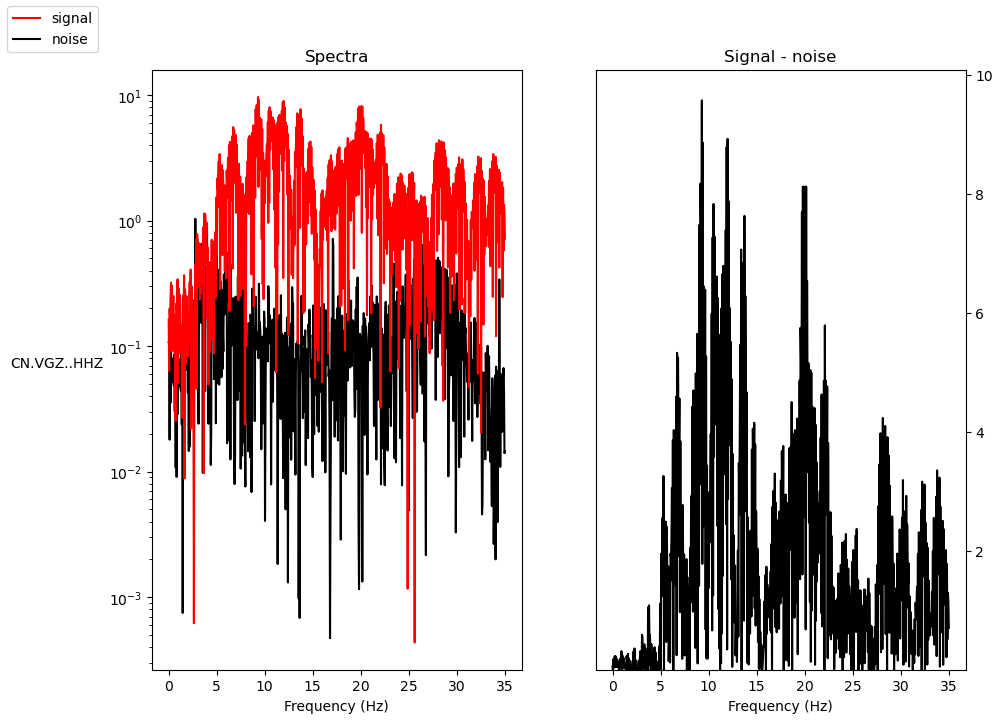 signal
noise
Spectra
Signal - noise
10¹
10⁰
10⁻¹
10⁻²
10⁻³
CN.VGZ..HHZ
0 5 10 15 20 25 30 35
Frequency (Hz)
10
8
6
4
2
0 5 10 15 20 25 30 35
Frequency (Hz)